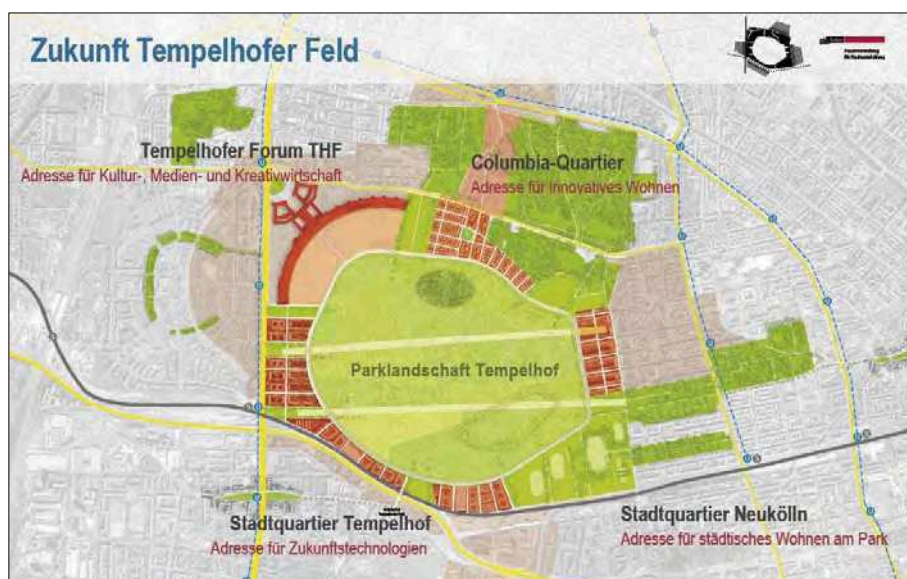 Zukunft Tempelhofer Feld
Tempelhofer Forum THF
Adresse für Kultur-, Medien- und Kreativwirtschaft
Columbia-Quartier
Adresse für innovatives Wohnen
Parklandschaft Tempelhof
Stadtquartier Tempelhof
Adresse für Zukunftstechnologien
Stadtquartier Neukölln
Adresse für städtisches Wohnen am Park